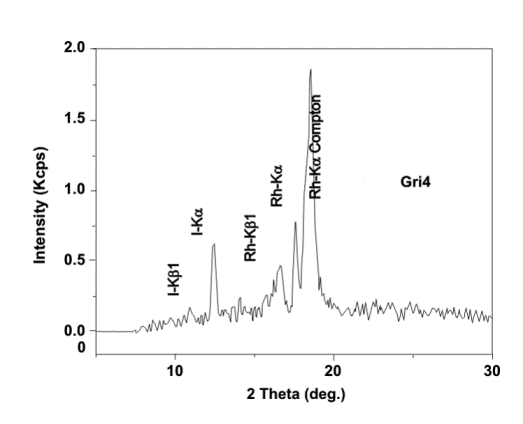 2.0
1.5
1.0
0.5
0.0
0
10
20
30
Intensity (Kcps)
2 Theta (deg.)
I-Kβ1
I-Kα
Rh-Kβ1
Rh-Kα
Rh-Kα Compton
Gri4